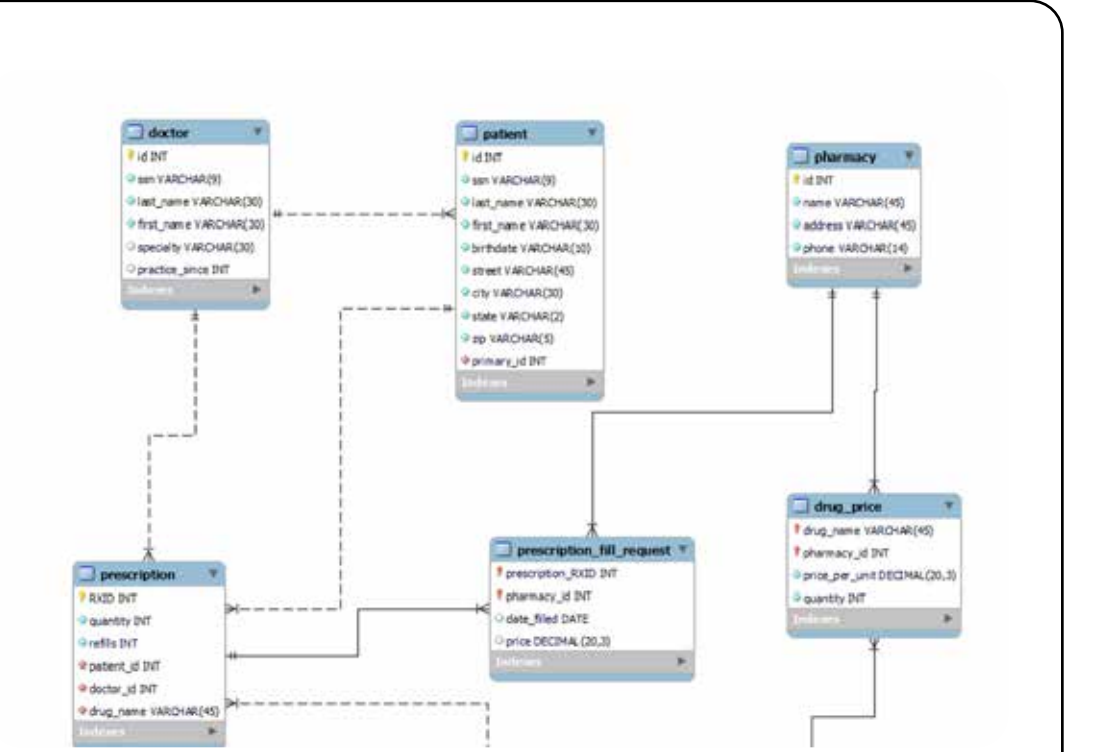 doctor
id INT
ssn VARCHAR(9)
last_name VARCHAR(30)
first_name VARCHAR(30)
specialty VARCHAR(30)
practice_since INT
Indexes
patient
id INT
ssn VARCHAR(9)
last_name VARCHAR(30)
first_name VARCHAR(30)
birthdate VARCHAR(10)
street VARCHAR(45)
city VARCHAR(30)
state VARCHAR(2)
zip VARCHAR(5)
primary_id INT
Indexes
pharmacy
id INT
name VARCHAR(45)
address VARCHAR(45)
phone VARCHAR(14)
Indexes
prescription
RXID INT
quantity INT
refills INT
patient_id INT
doctor_id INT
drug_name VARCHAR(45)
Indexes
prescription_fill_request
prescription_RXID INT
pharmacy_id INT
date_filled DATE
price DECIMAL(20,3)
Indexes
drug_price
drug_name VARCHAR(45)
pharmacy_id INT
price_per_unit DECIMAL(20,3)
quantity INT
Indexes